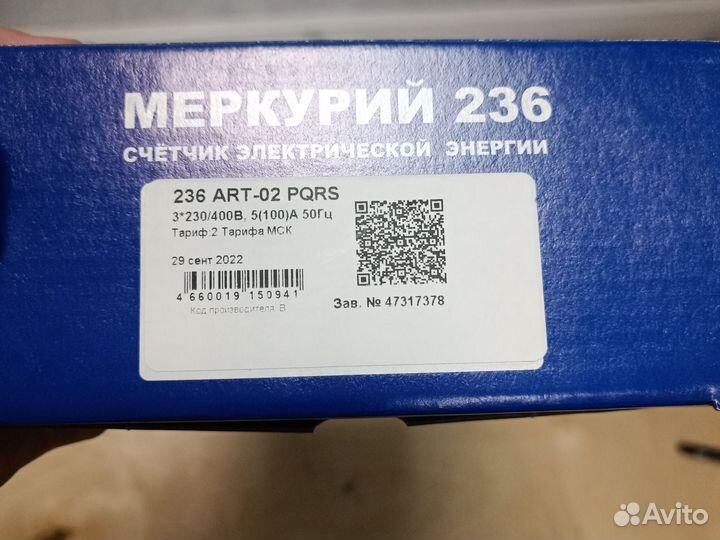 МЕРКУРИЙ 236
СЧЁТЧИК ЭЛЕКТРИЧЕСКОЙ ЭНЕРГИИ
236 ART-02 PQRS
3*230/400В, 5(100)А 50Гц
Тариф:2 Тарифа МСК
29 сент 2022
4 660019 150941
Код производителя: В
Зав. № 47317378
Avito